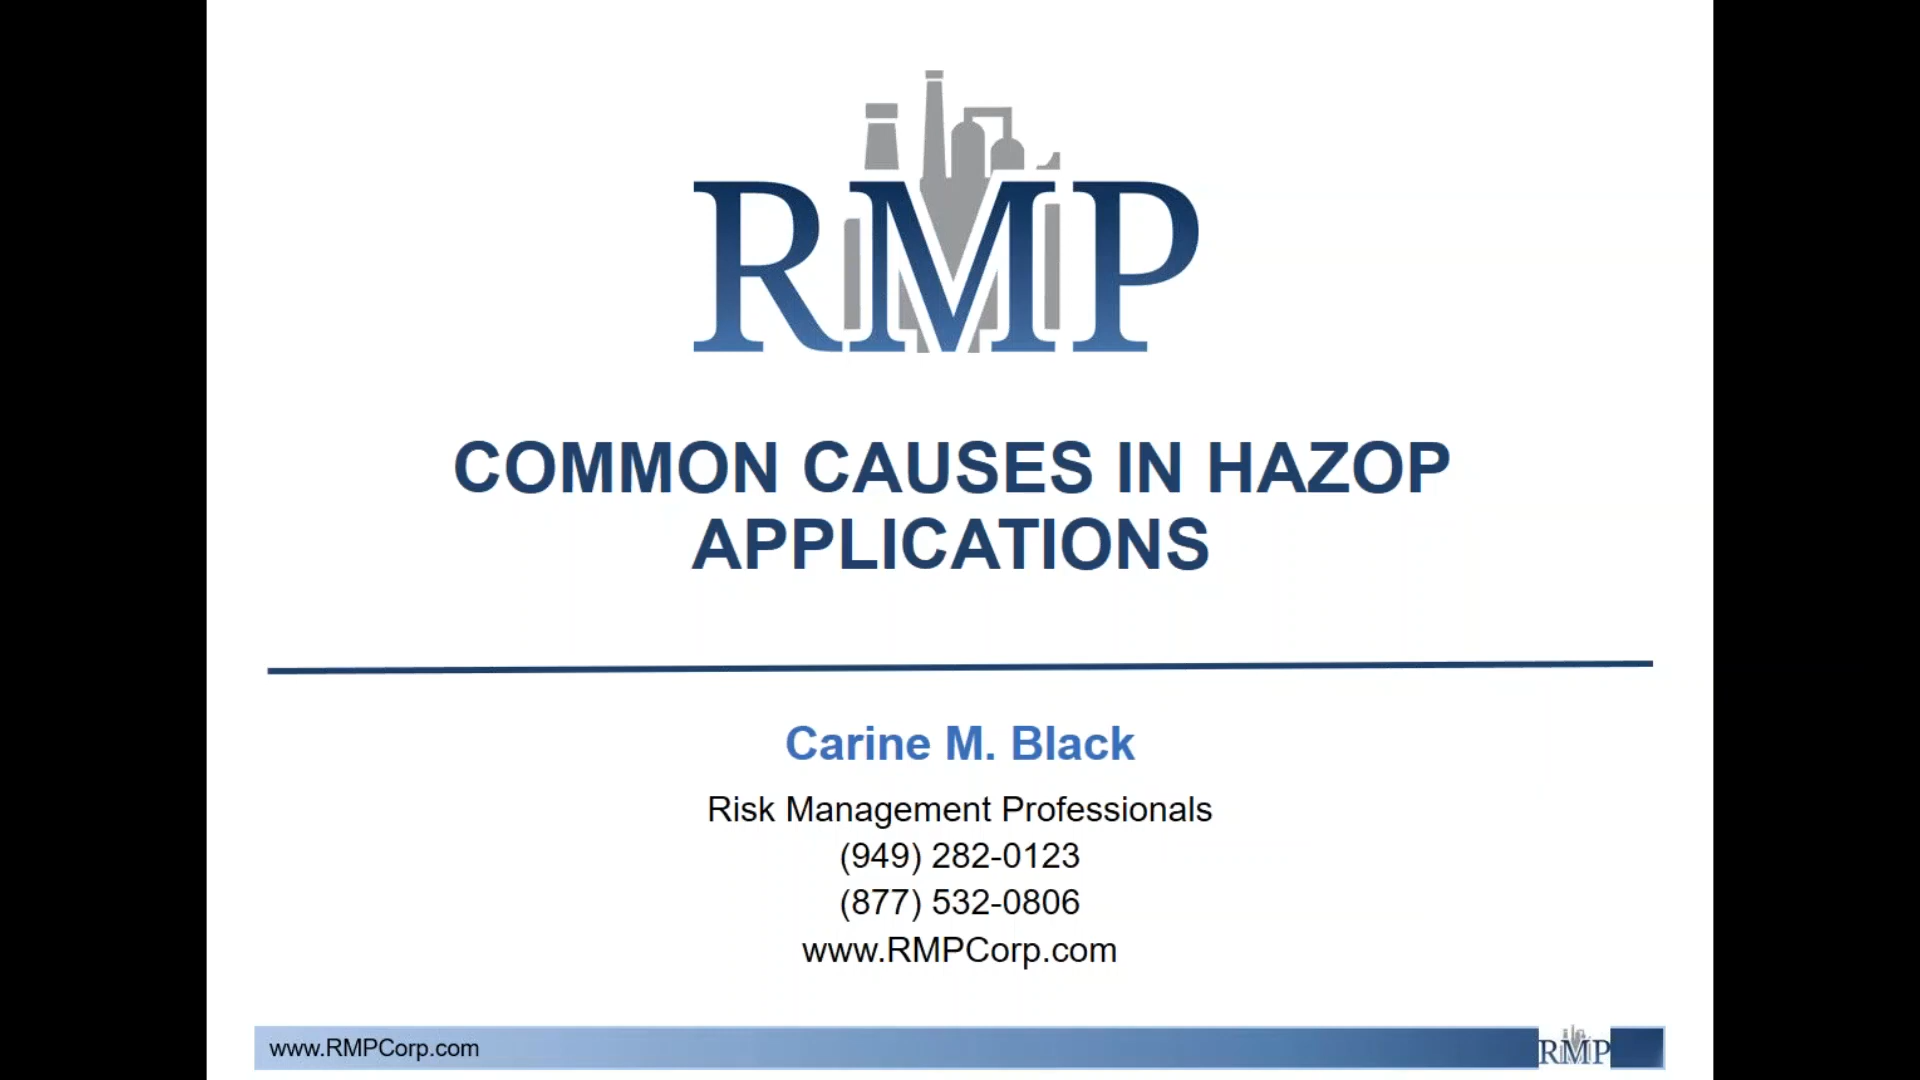 RMP
COMMON CAUSES IN HAZOP
APPLICATIONS
Carine M. Black
Risk Management Professionals
(949) 282-0123
(877) 532-0806
www.RMPCorp.com
www.RMPCorp.com
RMP